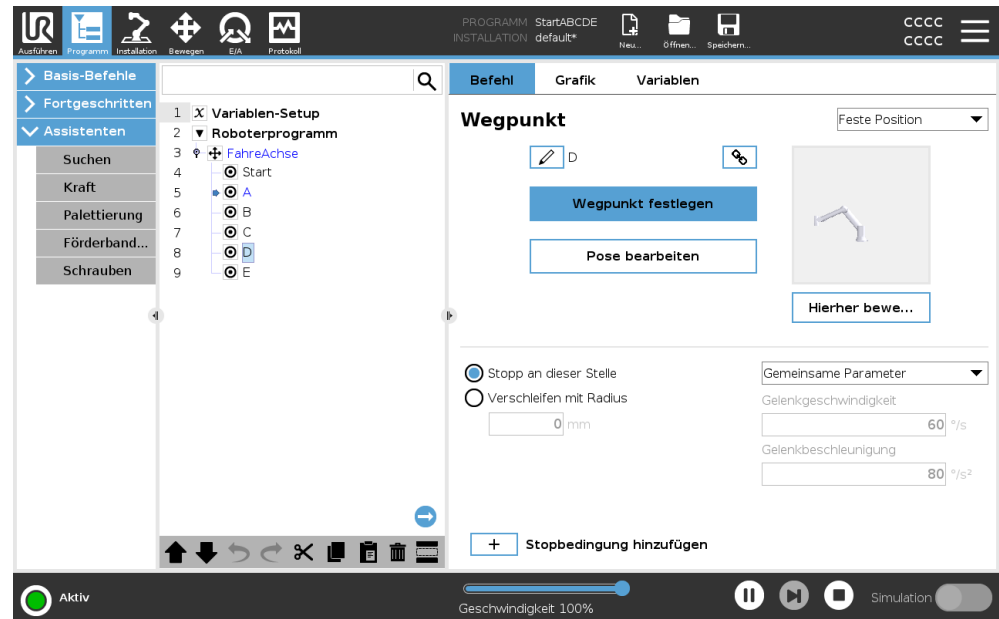 PROGRAMM StartABCDE
INSTALLATION default*
Ausführen Programm Installation Bewegen E/A Protokoll
Neu... Öffnen... Speichern...
CCCC
CCCC
Basis-Befehle
Fortgeschritten
Assistenten
Suchen
Kraft
Palettierung
Förderband...
Schrauben
1 X Variablen-Setup
2 Roboterprogramm
3 FahreAchse
4 Start
5 A
6 B
7 C
8 D
9 E
Befehl Grafik Variablen
Wegpunkt
Feste Position
D
Wegpunkt festlegen
Pose bearbeiten
Hierher bewe...
Stopp an dieser Stelle
Verschleifen mit Radius
0 mm
Gemeinsame Parameter
Gelenkgeschwindigkeit
60 °/s
Gelenkbeschleunigung
80 °/s²
+ Stopbedingung hinzufügen
Aktiv
Geschwindigkeit 100%
Simulation